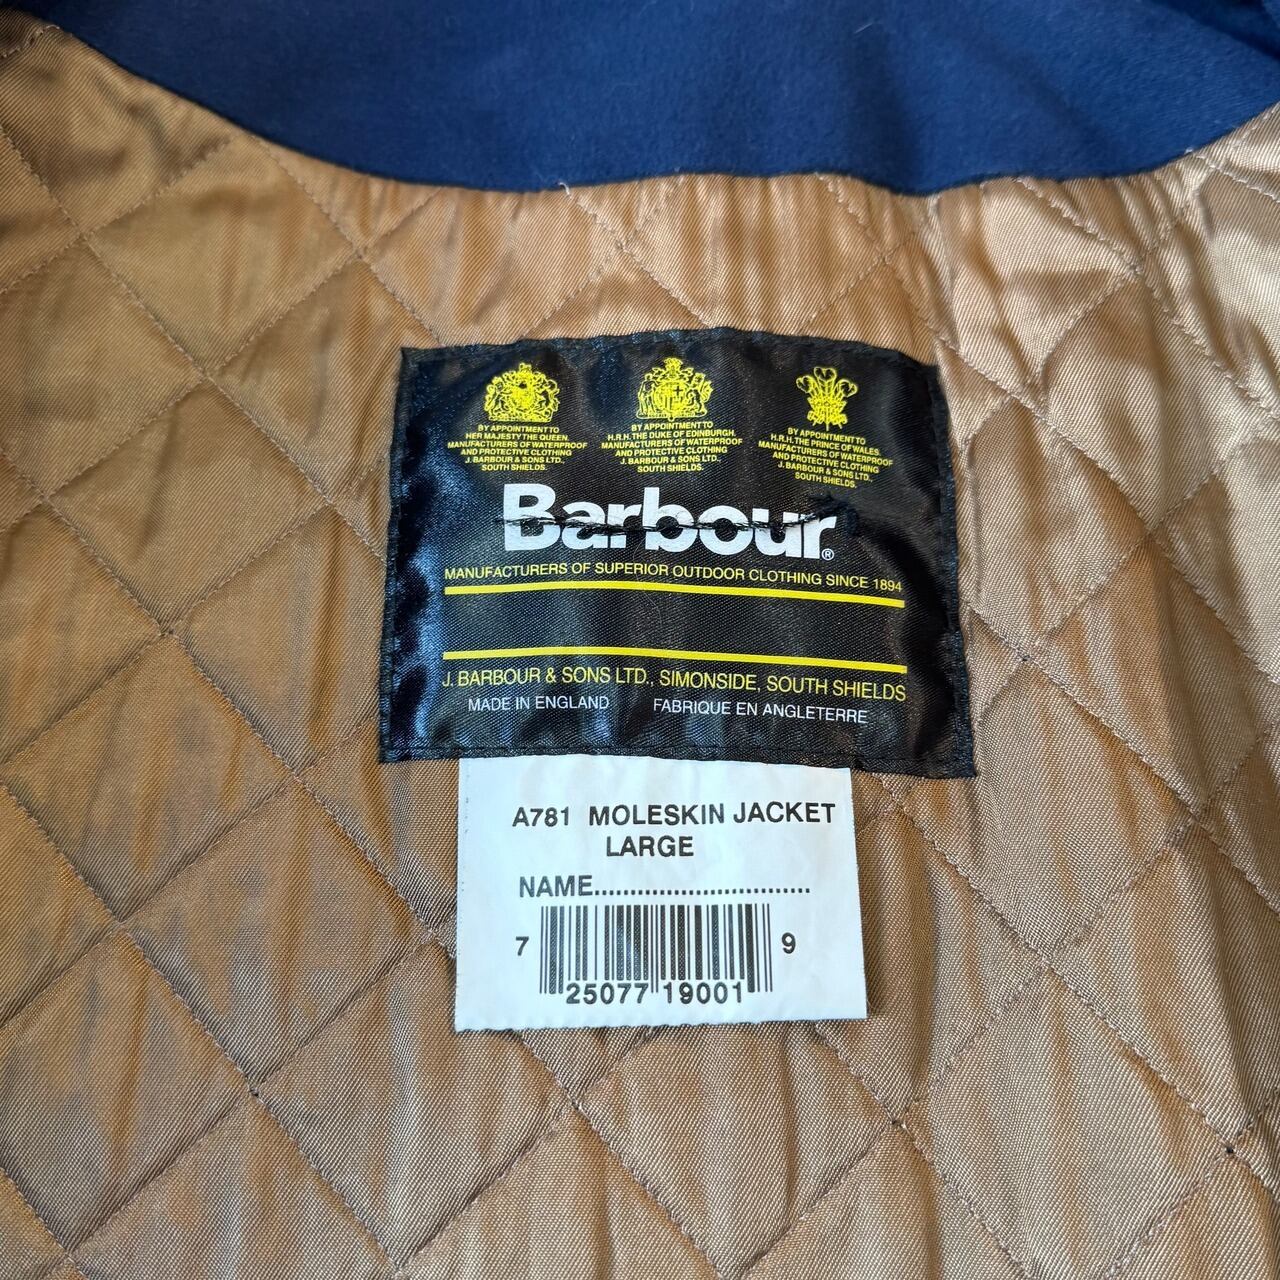 BY APPOINTMENT TO
HER MAJESTY THE QUEEN.
MANUFACTURERS OF WATERPROOF
AND PROTECTIVE CLOTHING
J. BARBOUR & SONS LTD.,
SOUTH SHIELDS.
BY APPOINTMENT TO
H.R.H. THE DUKE OF EDINBURGH.
MANUFACTURERS OF WATERPROOF
AND PROTECTIVE CLOTHING
J. BARBOUR & SONS LTD.,
SOUTH SHIELDS.
BY APPOINTMENT TO
H.R.H. THE PRINCE OF WALES.
MANUFACTURERS OF WATERPROOF
AND PROTECTIVE CLOTHING
J. BARBOUR & SONS LTD.,
SOUTH SHIELDS.
Barbour®
MANUFACTURERS OF SUPERIOR OUTDOOR CLOTHING SINCE 1894
J. BARBOUR & SONS LTD., SIMONSIDE, SOUTH SHIELDS
MADE IN ENGLAND FABRIQUE EN ANGLETERRE
A781 MOLESKIN JACKET
LARGE
NAME...............................
7 25077 19001 9